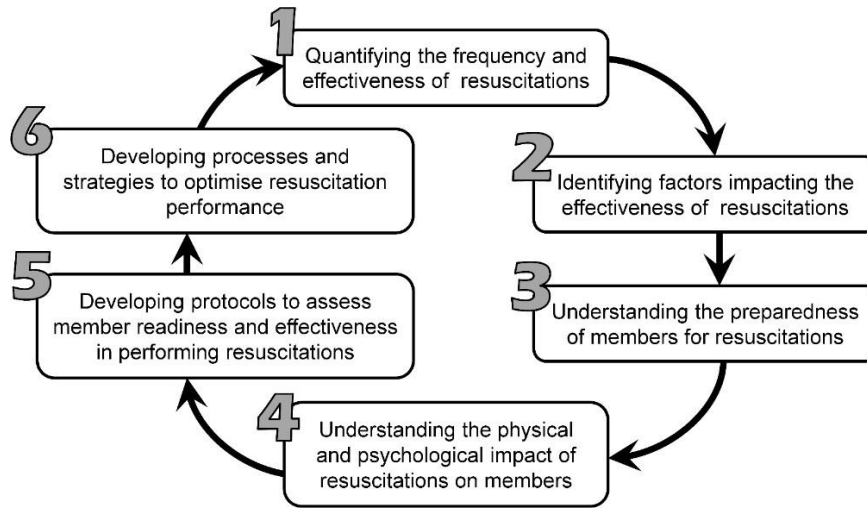 1
Quantifying the frequency and
effectiveness of resuscitations
2
Identifying factors impacting the
effectiveness of resuscitations
3
Understanding the preparedness
of members for resuscitations
4
Understanding the physical
and psychological impact of
resuscitations on members
5
Developing protocols to assess
member readiness and effectiveness
in performing resuscitations
6
Developing processes and
strategies to optimise resuscitation
performance